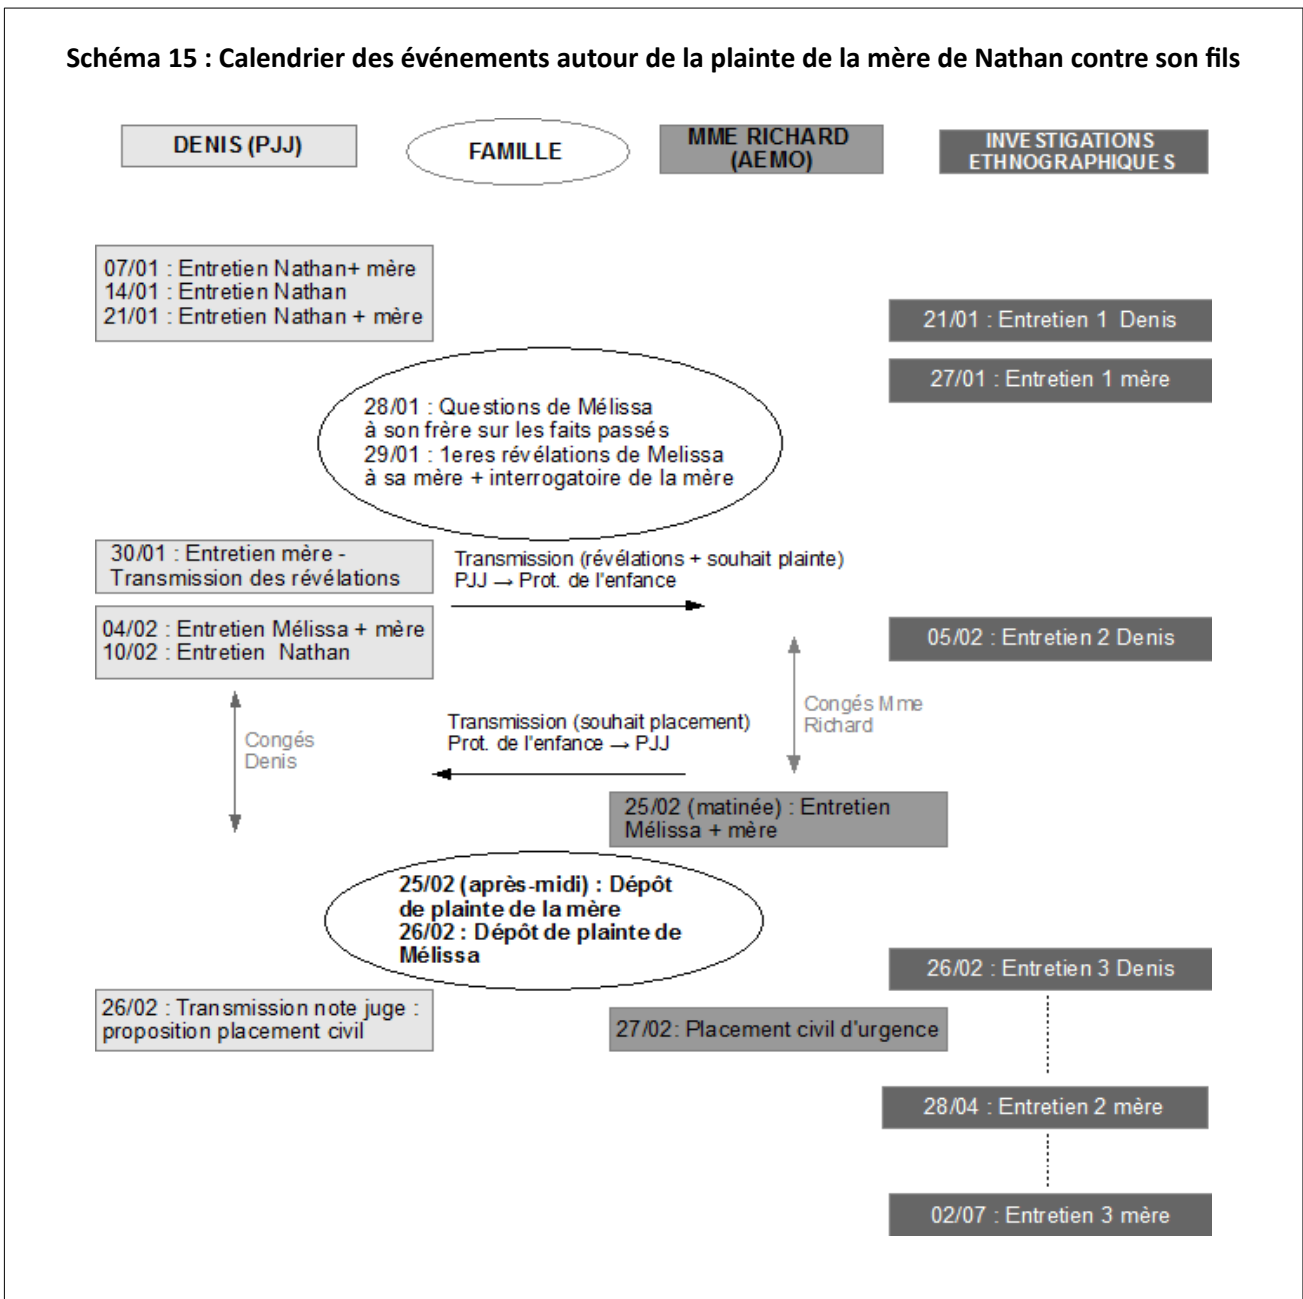 Schéma 15 : Calendrier des événements autour de la plainte de la mère de Nathan contre son fils
DENIS (PJJ)
FAMILLE
MME RICHARD
(AEMO)
INVESTIGATIONS
ETHNOGRAPHIQUES
07/01 : Entretien Nathan+ mère
14/01 : Entretien Nathan
21/01 : Entretien Nathan + mère
21/01 : Entretien 1 Denis
27/01 : Entretien 1 mère
28/01 : Questions de Mélissa
à son frère sur les faits passés
29/01 : 1eres révélations de Melissa
à sa mère + interrogatoire de la mère
30/01 : Entretien mère -
Transmission des révélations
Transmission (révélations + souhait plainte)
PJJ → Prot. de l'enfance
04/02 : Entretien Mélissa + mère
10/02 : Entretien Nathan
05/02 : Entretien 2 Denis
Congés
Denis
Transmission (souhait placement)
Prot. de l'enfance → PJJ
Congés Mme
Richard
25/02 (matinée) : Entretien
Mélissa + mère
25/02 (après-midi) : Dépôt
de plainte de la mère
26/02 : Dépôt de plainte de
Mélissa
26/02 : Entretien 3 Denis
26/02 : Transmission note juge :
proposition placement civil
27/02: Placement civil d'urgence
28/04 : Entretien 2 mère
02/07 : Entretien 3 mère